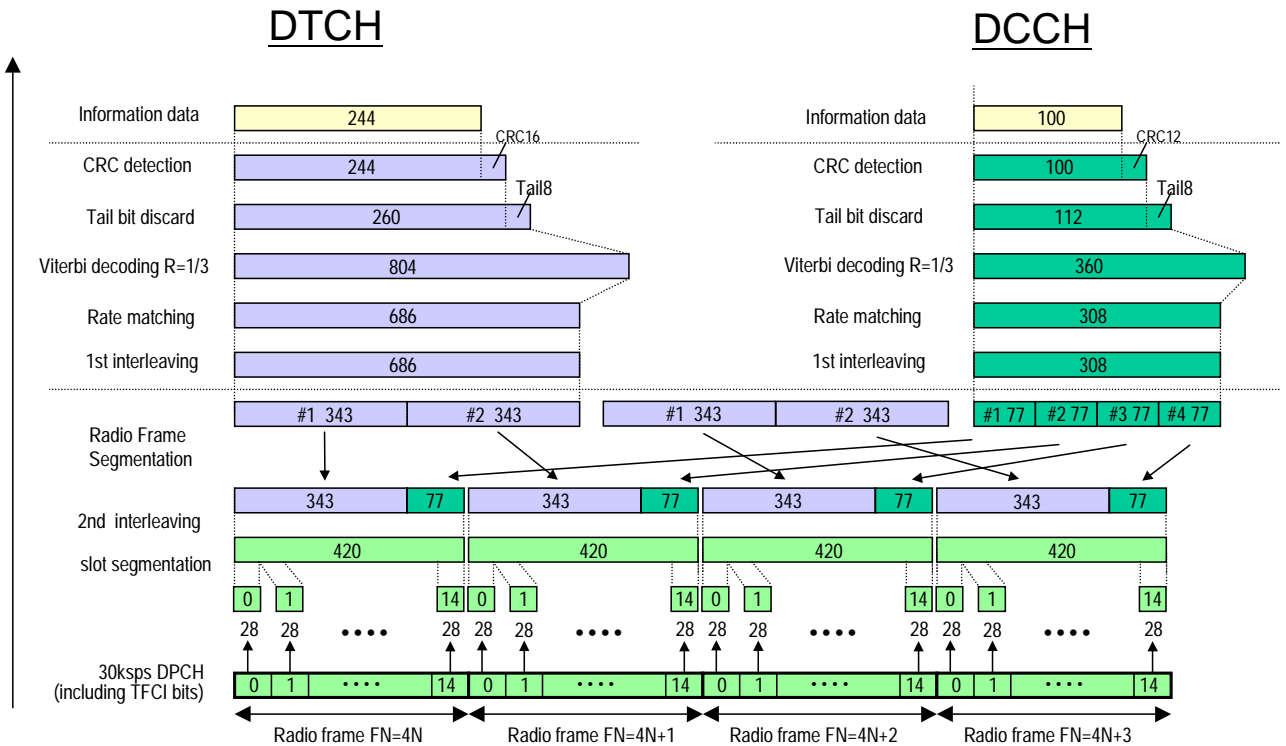 DTCH DCCH
Information data 244 Information data 100
CRC16 CRC12
CRC detection 244 CRC detection 100
Tail8 Tail8
Tail bit discard 260 Tail bit discard 112
Viterbi decoding R=1/3 804 Viterbi decoding R=1/3 360
Rate matching 686 Rate matching 308
1st interleaving 686 1st interleaving 308
#1 343 #2 343 #1 343 #2 343 #1 77 #2 77 #3 77 #4 77
Radio Frame
Segmentation
343 77 343 77 343 77 343 77
2nd interleaving
420 420 420 420
slot segmentation
0 1 14 0 1 14 0 1 14 0 1 14
28 28 •••• 28 28 28 •••• 28 28 28 •••• 28 28 28 •••• 28
30ksps DPCH
(including TFCI bits)
0 1 •••• 14 0 1 •••• 14 0 1 •••• 14 0 1 •••• 14
Radio frame FN=4N Radio frame FN=4N+1 Radio frame FN=4N+2 Radio frame FN=4N+3